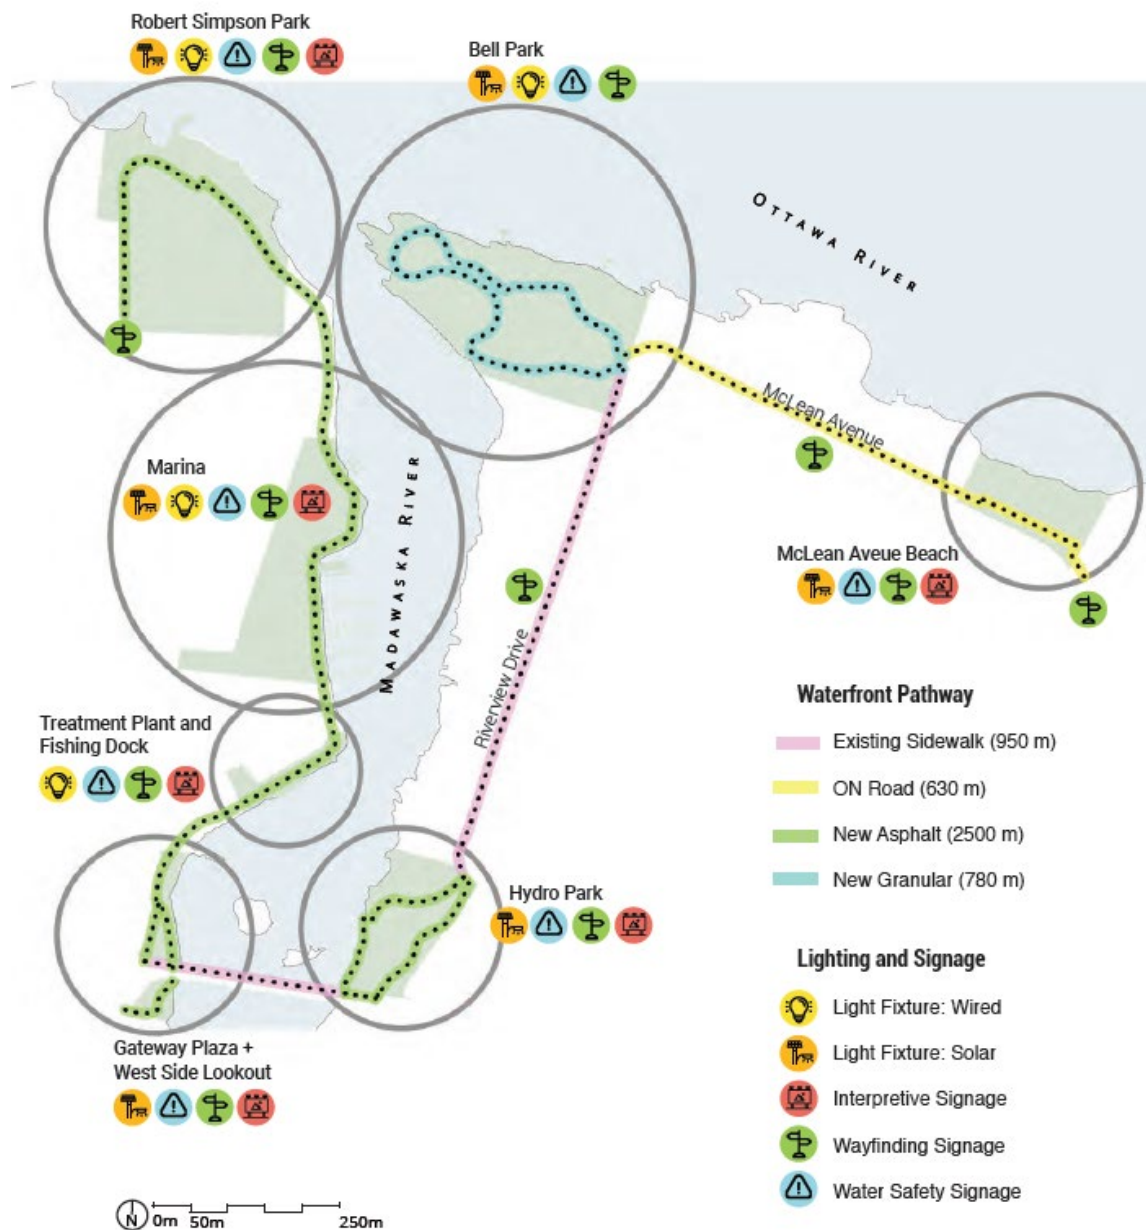 Robert Simpson Park
Bell Park
OTTAWA RIVER
McLean Avenue
Marina
MADAWASKA RIVER
McLean Aveue Beach
Riverview Drive
Treatment Plant and
Fishing Dock
Hydro Park
Gateway Plaza +
West Side Lookout
Waterfront Pathway
Existing Sidewalk (950 m)
ON Road (630 m)
New Asphalt (2500 m)
New Granular (780 m)
Lighting and Signage
Light Fixture: Wired
Light Fixture: Solar
Interpretive Signage
Wayfinding Signage
Water Safety Signage
N 0m 50m 250m